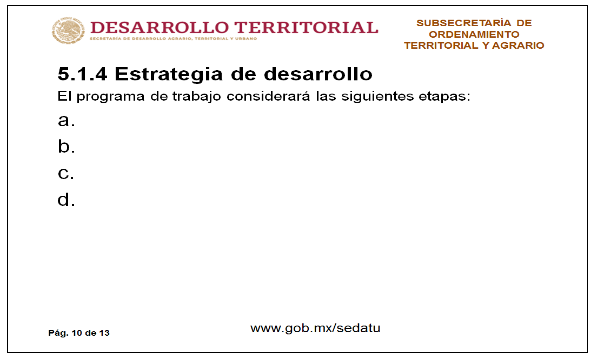 DESARROLLO TERRITORIAL
SECRETARÍA DE DESARROLLO AGRARIO, TERRITORIAL Y URBANO
SUBSECRETARÍA DE
ORDENAMIENTO
TERRITORIAL Y AGRARIO
5.1.4 Estrategia de desarrollo
El programa de trabajo considerará las siguientes etapas:
a.
b.
c.
d.
Pág. 10 de 13
www.gob.mx/sedatu